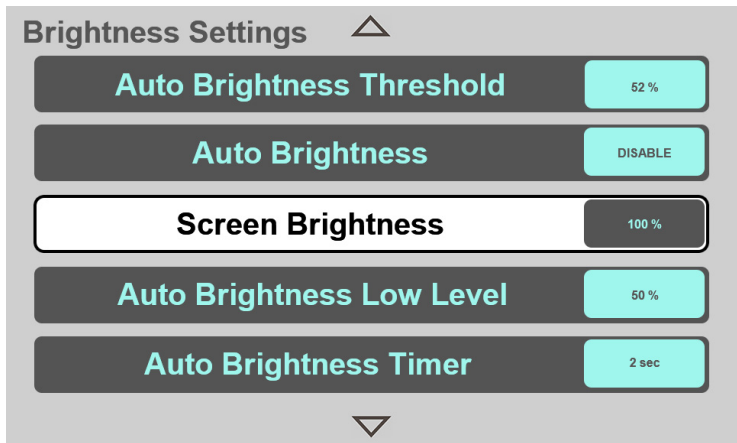 Brightness Settings
Auto Brightness Threshold 52 %
Auto Brightness DISABLE
Screen Brightness 100 %
Auto Brightness Low Level 50 %
Auto Brightness Timer 2 sec